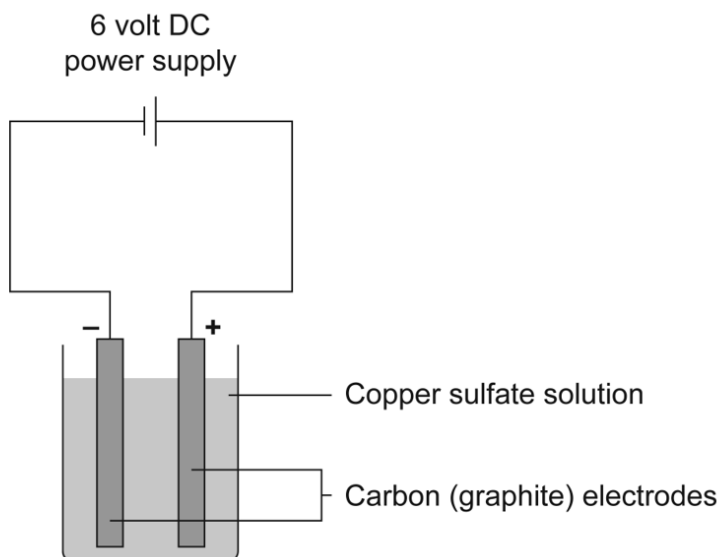 6 volt DC
power supply
– +
Copper sulfate solution
Carbon (graphite) electrodes